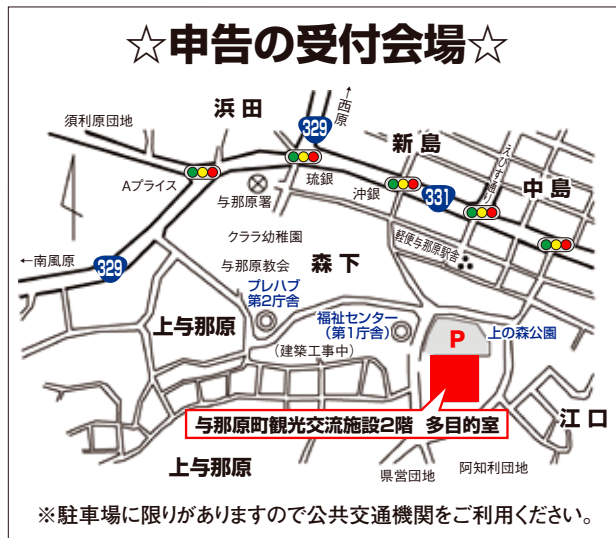 ☆申告の受付会場☆
浜田
↑西原
須利原団地
329
新島
えびす通り
Aプライス
琉銀
331
中島
与那原署
沖銀
クララ幼稚園
軽便与那原駅舎
←南風原
329
与那原教会
森下
プレハブ
第2庁舎
上与那原
福祉センター
（第1庁舎）
P
上の森公園
（建築工事中）
与那原町観光交流施設2階 多目的室
江口
上与那原
県営団地
阿知利団地
※駐車場に限りがありますので公共交通機関をご利用ください。